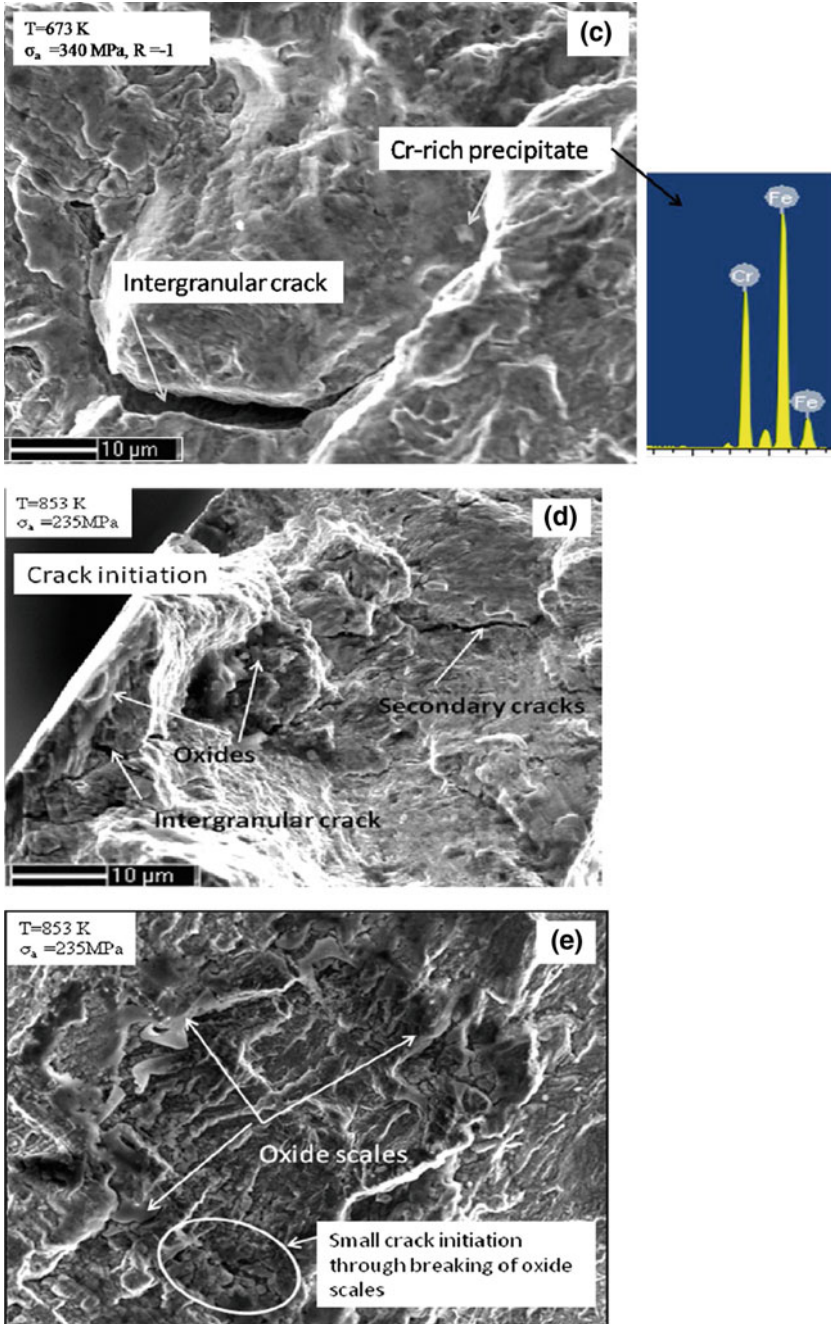 T=673 K
σa =340 MPa, R =-1
(c)
Cr-rich precipitate
Intergranular crack
10 µm
Fe
Cr
Fe
T=853 K
σa =235MPa
(d)
Crack initiation
Secondary cracks
Oxides
Intergranular crack
10 µm
T=853 K
σa =235MPa
(e)
Oxide scales
Small crack initiation
through breaking of oxide
scales